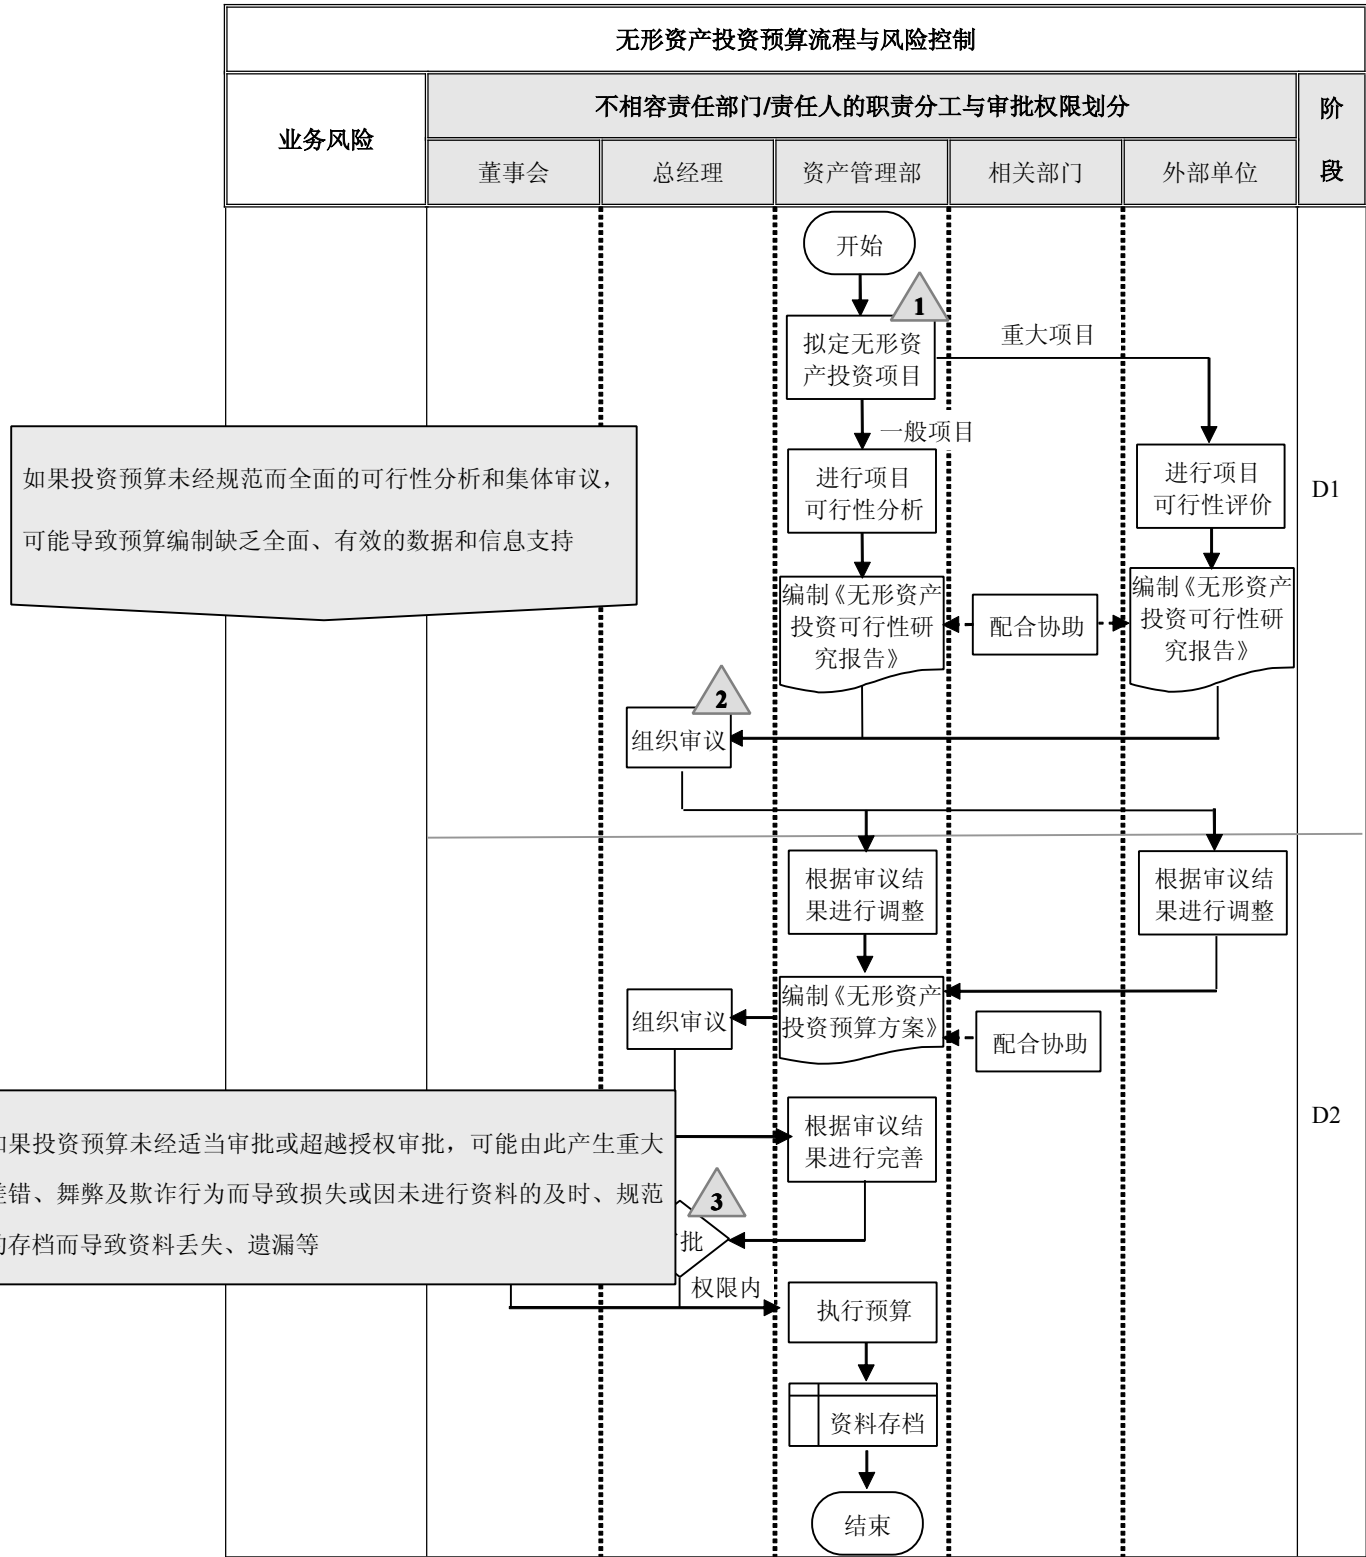 无形资产投资预算流程与风险控制
业务风险
不相容责任部门/责任人的职责分工与审批权限划分
阶
段
董事会
总经理
资产管理部
相关部门
外部单位
开始
1
拟定无形资
产投资项目
重大项目
一般项目
如果投资预算未经规范而全面的可行性分析和集体审议，
可能导致预算编制缺乏全面、有效的数据和信息支持
进行项目
可行性分析
进行项目
可行性评价
D1
编制《无形资产
投资可行性研
究报告》
配合协助
编制《无形资产
投资可行性研
究报告》
2
组织审议
根据审议结
果进行调整
根据审议结
果进行调整
组织审议
编制《无形资产
投资预算方案》
配合协助
如果投资预算未经适当审批或超越授权审批，可能由此产生重大
差错、舞弊及欺诈行为而导致损失或因未进行资料的及时、规范
的存档而导致资料丢失、遗漏等
根据审议结
果进行完善
D2
3
批
权限内
执行预算
资料存档
结束